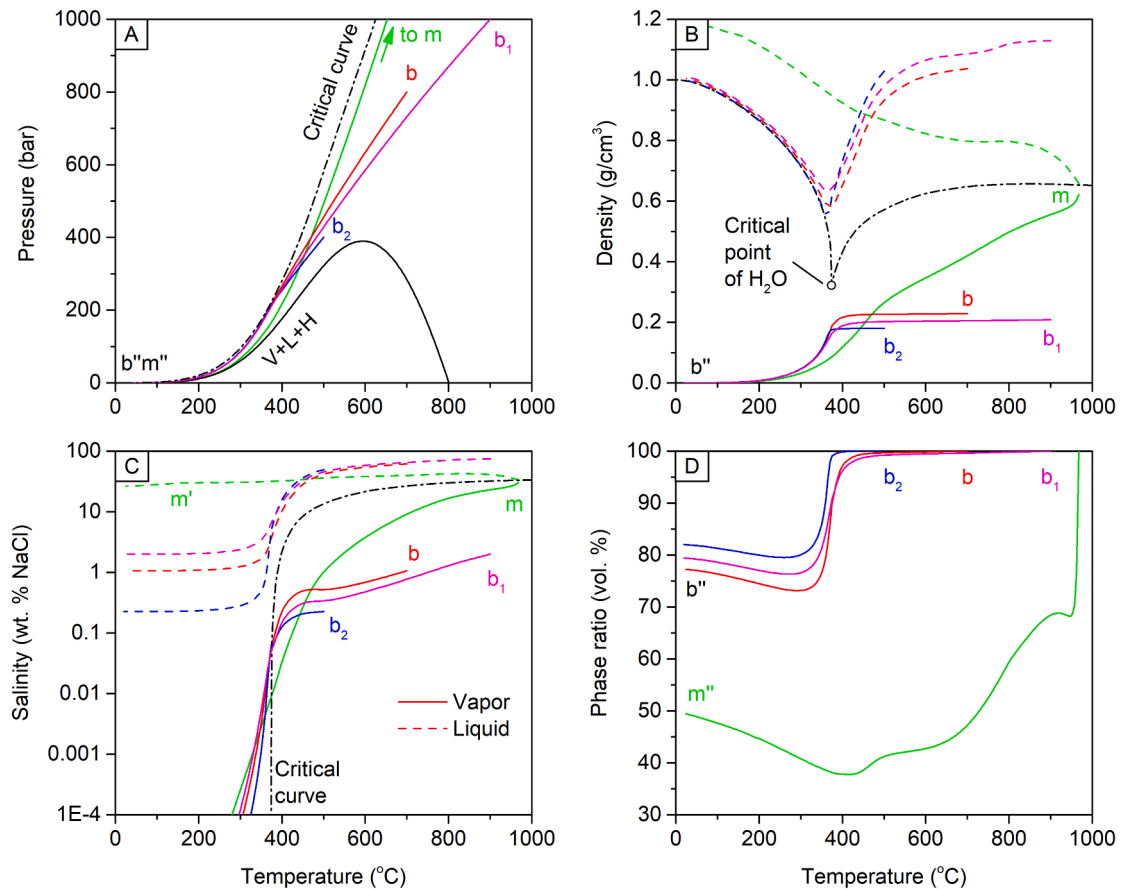 A
1000
800
600
400
200
0
Pressure (bar)
Critical curve
to m
b₁
b
b₂
V+L+H
b"m"
0 200 400 600 800 1000
B
1.2
1.0
0.8
0.6
0.4
0.2
0.0
Density (g/cm³)
Critical
point
of H₂O
m
b
b₁
b₂
b"
0 200 400 600 800 1000
C
100
10
1
0.1
0.01
0.001
1E-4
Salinity (wt. % NaCl)
m'
m
b
b₁
b₂
Vapor
Liquid
Critical
curve
0 200 400 600 800 1000
Temperature (°C)
D
100
90
80
70
60
50
40
30
Phase ratio (vol. %)
b₂ b b₁
b"
m"
0 200 400 600 800 1000
Temperature (°C)